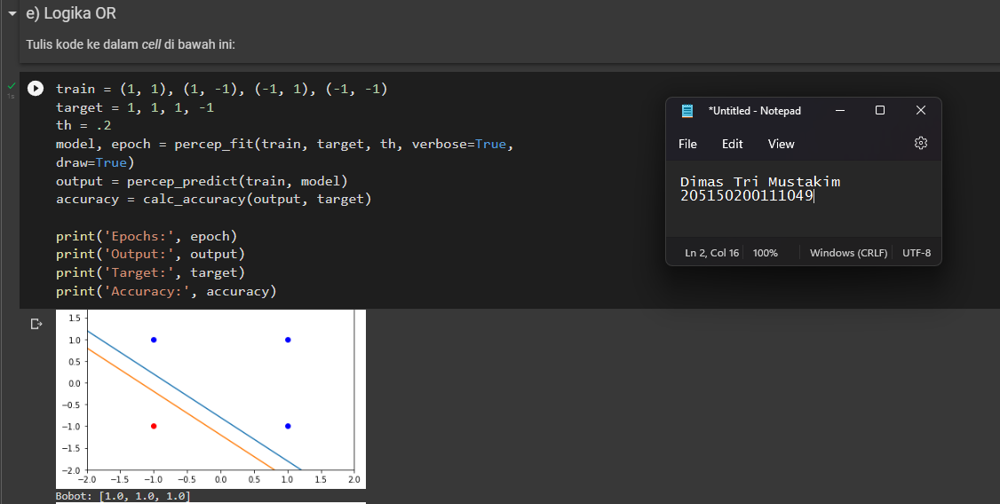 e) Logika OR
Tulis kode ke dalam cell di bawah ini:
1s
train = (1, 1), (1, -1), (-1, 1), (-1, -1)
target = 1, 1, 1, -1
th = .2
model, epoch = percep_fit(train, target, th, verbose=True,
draw=True)
output = percep_predict(train, model)
accuracy = calc_accuracy(output, target)
print('Epochs:', epoch)
print('Output:', output)
print('Target:', target)
print('Accuracy:', accuracy)
*Untitled - Notepad
File Edit View
Dimas Tri Mustakim
205150200111049
Ln 2, Col 16 100% Windows (CRLF) UTF-8
1.5
1.0
0.5
0.0
−0.5
−1.0
−1.5
−2.0
−2.0 −1.5 −1.0 −0.5 0.0 0.5 1.0 1.5 2.0
Bobot: [1.0, 1.0, 1.0]